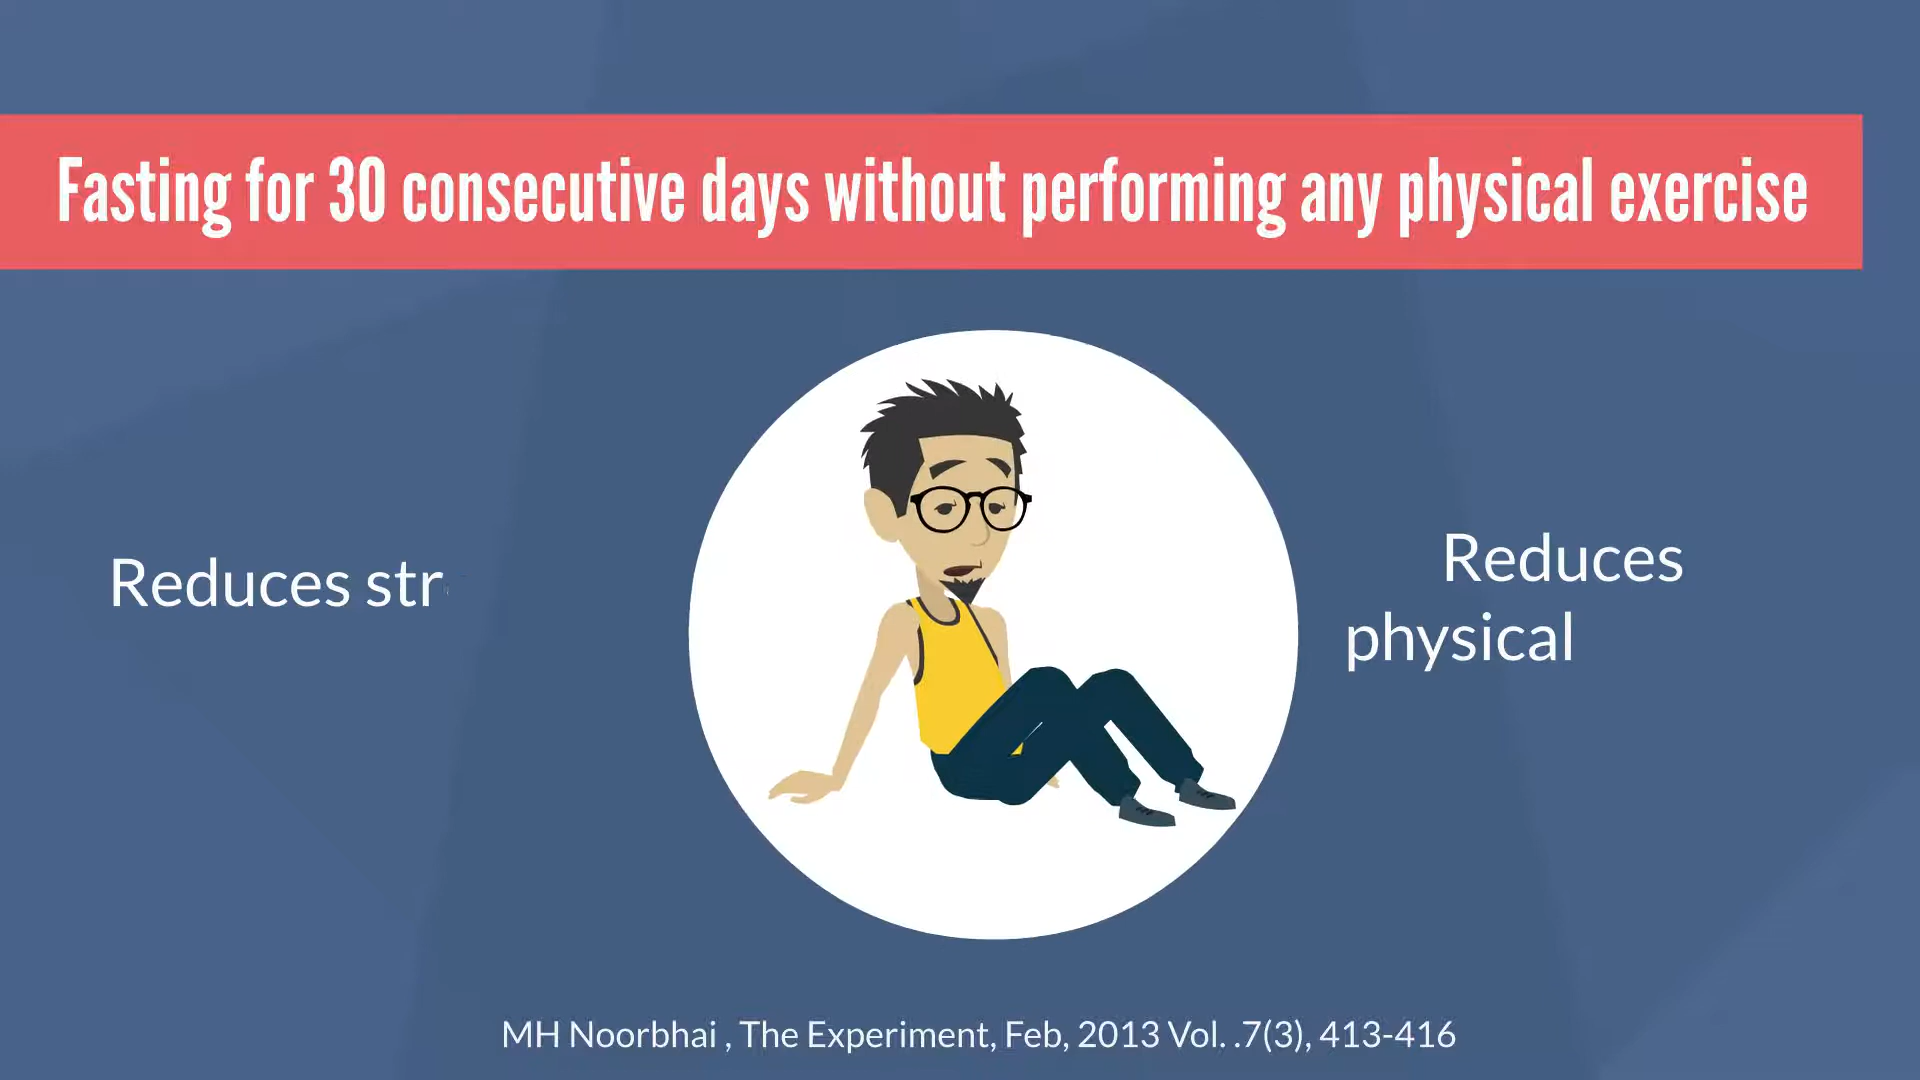 Fasting for 30 consecutive days without performing any physical exercise
Reduces str
Reduces
physical
MH Noorbhai , The Experiment, Feb, 2013 Vol. .7(3), 413-416